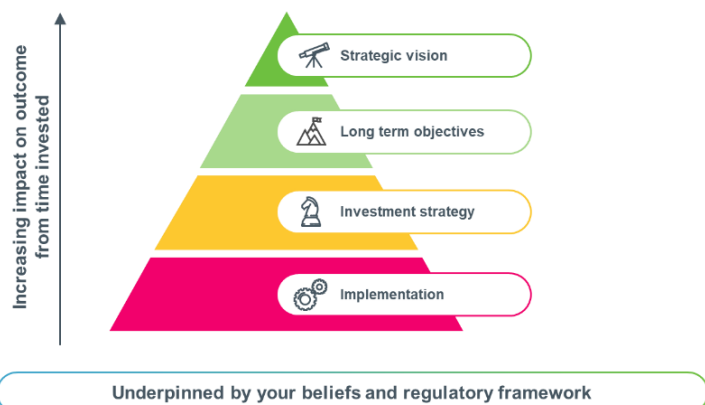 Increasing impact on outcome
from time invested
Strategic vision
Long term objectives
Investment strategy
Implementation
Underpinned by your beliefs and regulatory framework